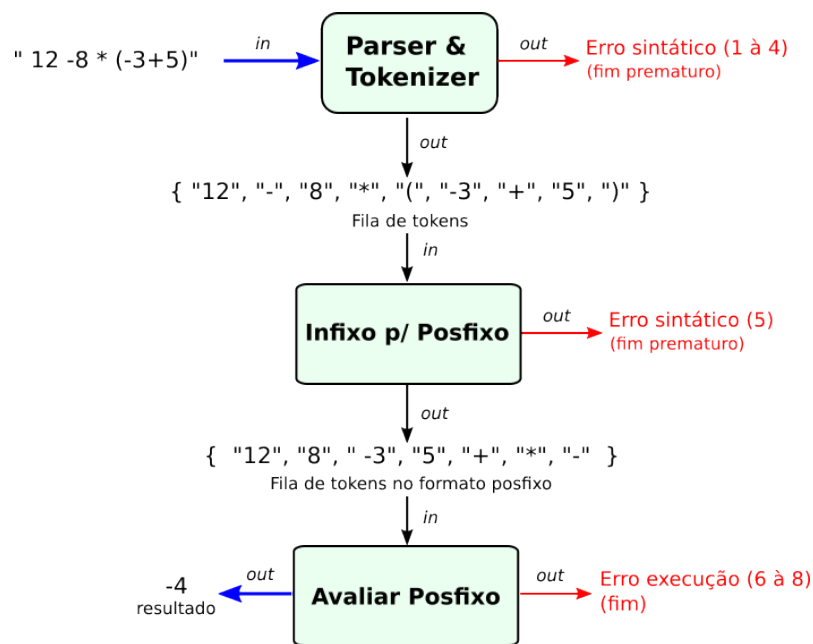 Parser &
Tokenizer
" 12 -8 * (-3+5)"
in
out
Erro sintático (1 à 4)
(fim prematuro)
out
{ "12", "-", "8", "*", "(", "-3", "+", "5", ")" }
Fila de tokens
in
Infixo p/ Posfixo
out
Erro sintático (5)
(fim prematuro)
out
{ "12", "8", " -3", "5", "+", "*", "-" }
Fila de tokens no formato posfixo
in
Avaliar Posfixo
out
-4
resultado
out
Erro execução (6 à 8)
(fim)